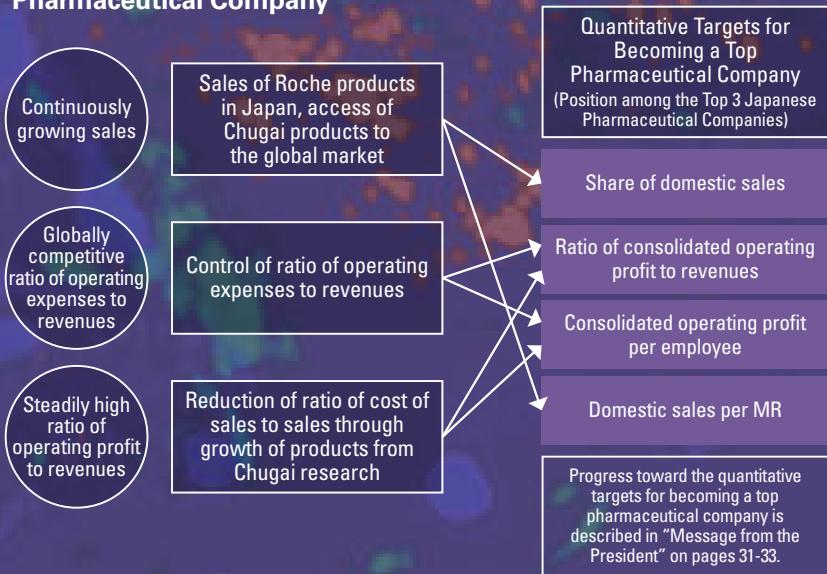 Pharmaceutical Company
Continuously
growing sales
Sales of Roche products
in Japan, access of
Chugai products to
the global market
Globally
competitive
ratio of operating
expenses to
revenues
Control of ratio of operating
expenses to revenues
Steadily high
ratio of
operating profit
to revenues
Reduction of ratio of cost of
sales to sales through
growth of products from
Chugai research
Quantitative Targets for
Becoming a Top
Pharmaceutical Company
(Position among the Top 3 Japanese
Pharmaceutical Companies)
Share of domestic sales
Ratio of consolidated operating
profit to revenues
Consolidated operating profit
per employee
Domestic sales per MR
Progress toward the quantitative
targets for becoming a top
pharmaceutical company is
described in “Message from the
President” on pages 31-33.